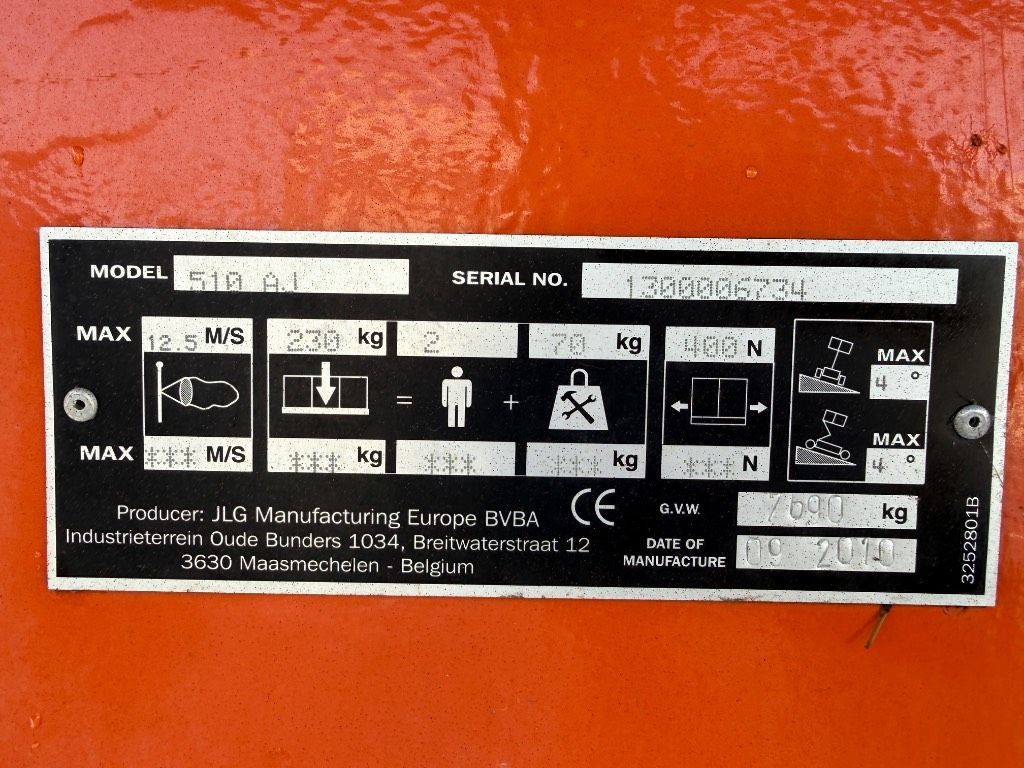 MODEL 510 AJ SERIAL NO. 1300006734
MAX 12.5 M/S 230 kg 2 70 kg 400 N
MAX 4 °
= +
MAX *** M/S *** kg *** *** kg *** N
MAX 4 °
Producer: JLG Manufacturing Europe BVBA CE G.V.W. 7690 kg
Industrieterrein Oude Bunders 1034, Breitwaterstraat 12
3630 Maasmechelen - Belgium
DATE OF
MANUFACTURE 09 2010
3252801B